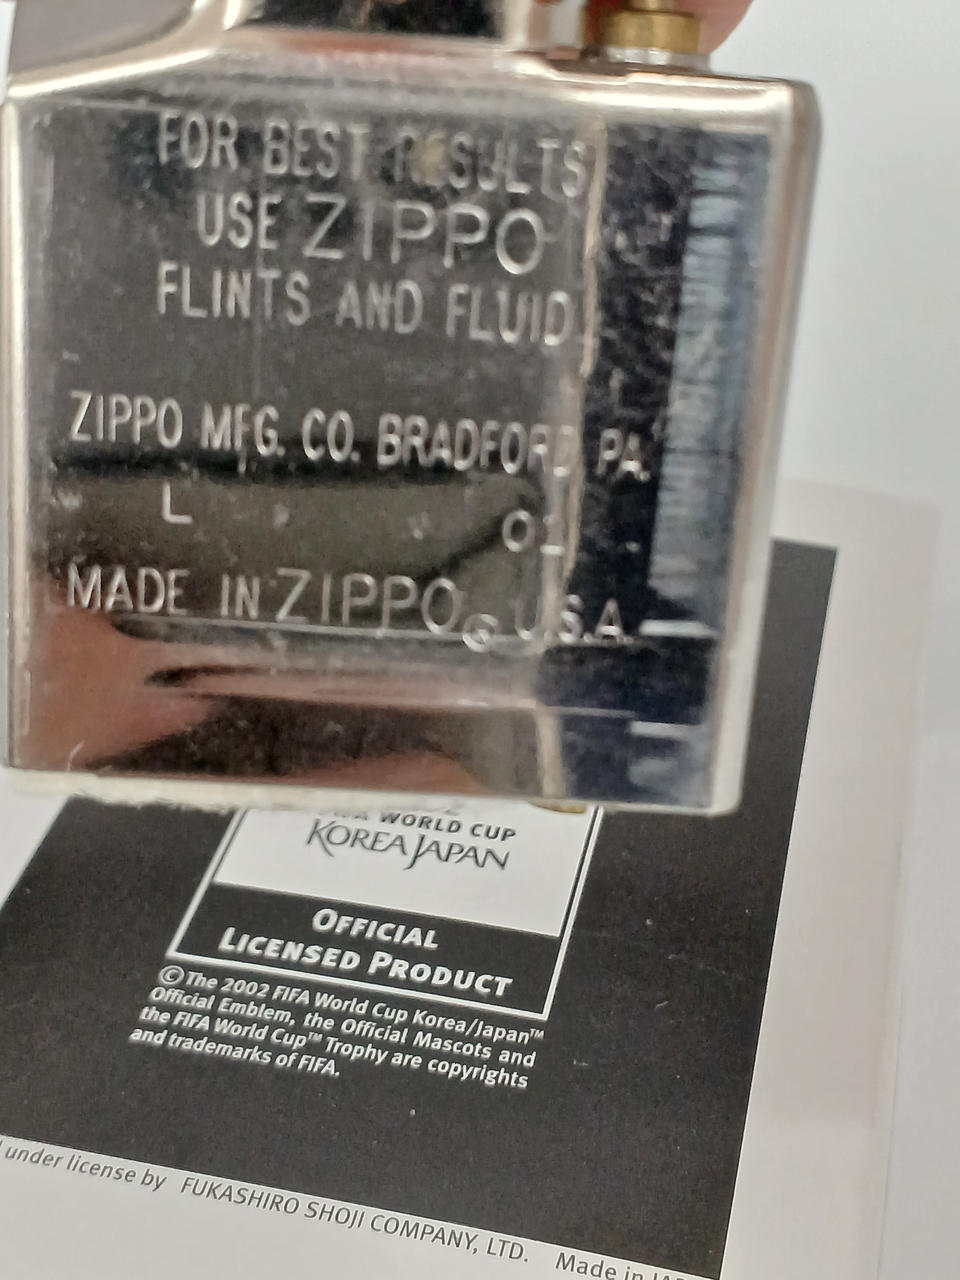 FOR BEST RESULTS
USE ZIPPO
FLINTS AND FLUID
ZIPPO MFG. CO. BRADFORD PA.
L 01
MADE IN ZIPPO® U.S.A.
WORLD CUP
KOREA JAPAN
OFFICIAL
LICENSED PRODUCT
© The 2002 FIFA World Cup Korea/Japan™
Official Emblem, the Official Mascots and
the FIFA World Cup™ Trophy are copyrights
and trademarks of FIFA.
under license by FUKASHIRO SHOJI COMPANY, LTD. Made in